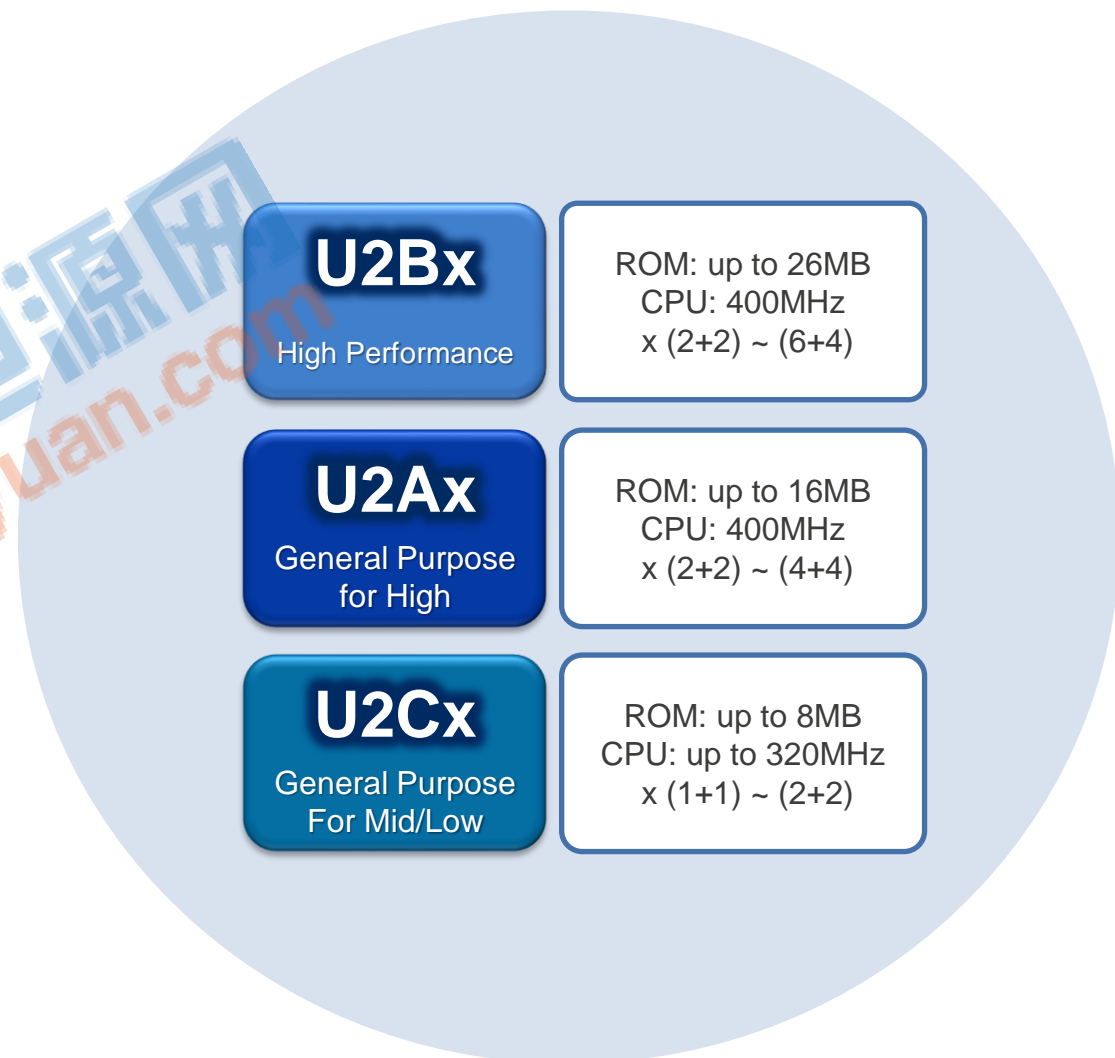 U2Bx
High Performance
ROM: up to 26MB
CPU: 400MHz
x (2+2) ~ (6+4)
U2Ax
General Purpose
for High
ROM: up to 16MB
CPU: 400MHz
x (2+2) ~ (4+4)
U2Cx
General Purpose
For Mid/Low
ROM: up to 8MB
CPU: up to 320MHz
x (1+1) ~ (2+2)
源网
uan.com